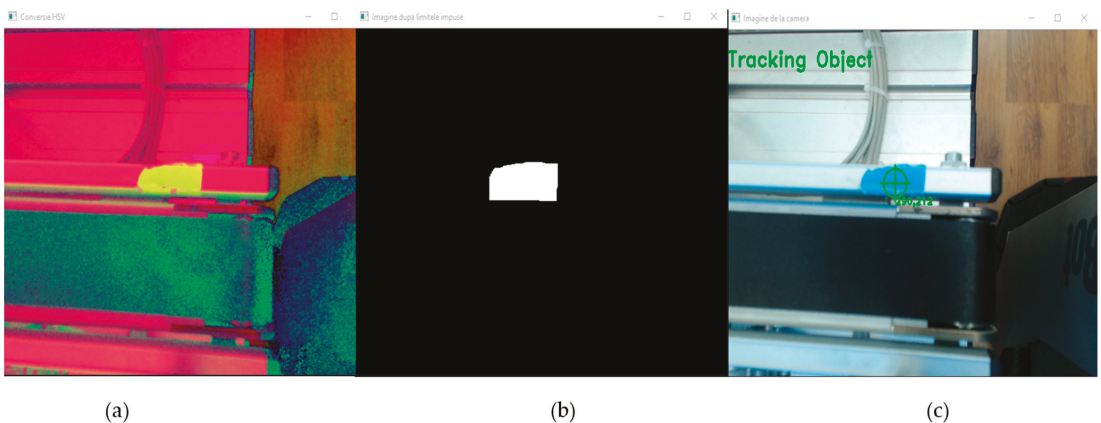 Conversie HSV
Imagine dupa limitele impuse
Imagine de la camera
Tracking Object
(a)
(b)
(c)